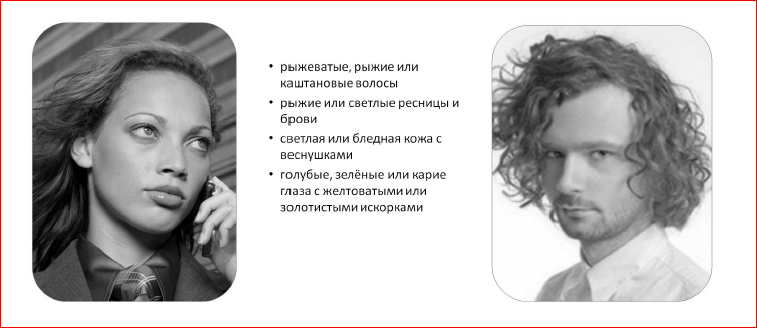 • рыжеватые, рыжие или
каштановые волосы
• рыжие или светлые ресницы и
брови
• светлая или бледная кожа с
веснушками
• голубые, зелёные или карие
глаза с желтоватыми или
золотистыми искорками